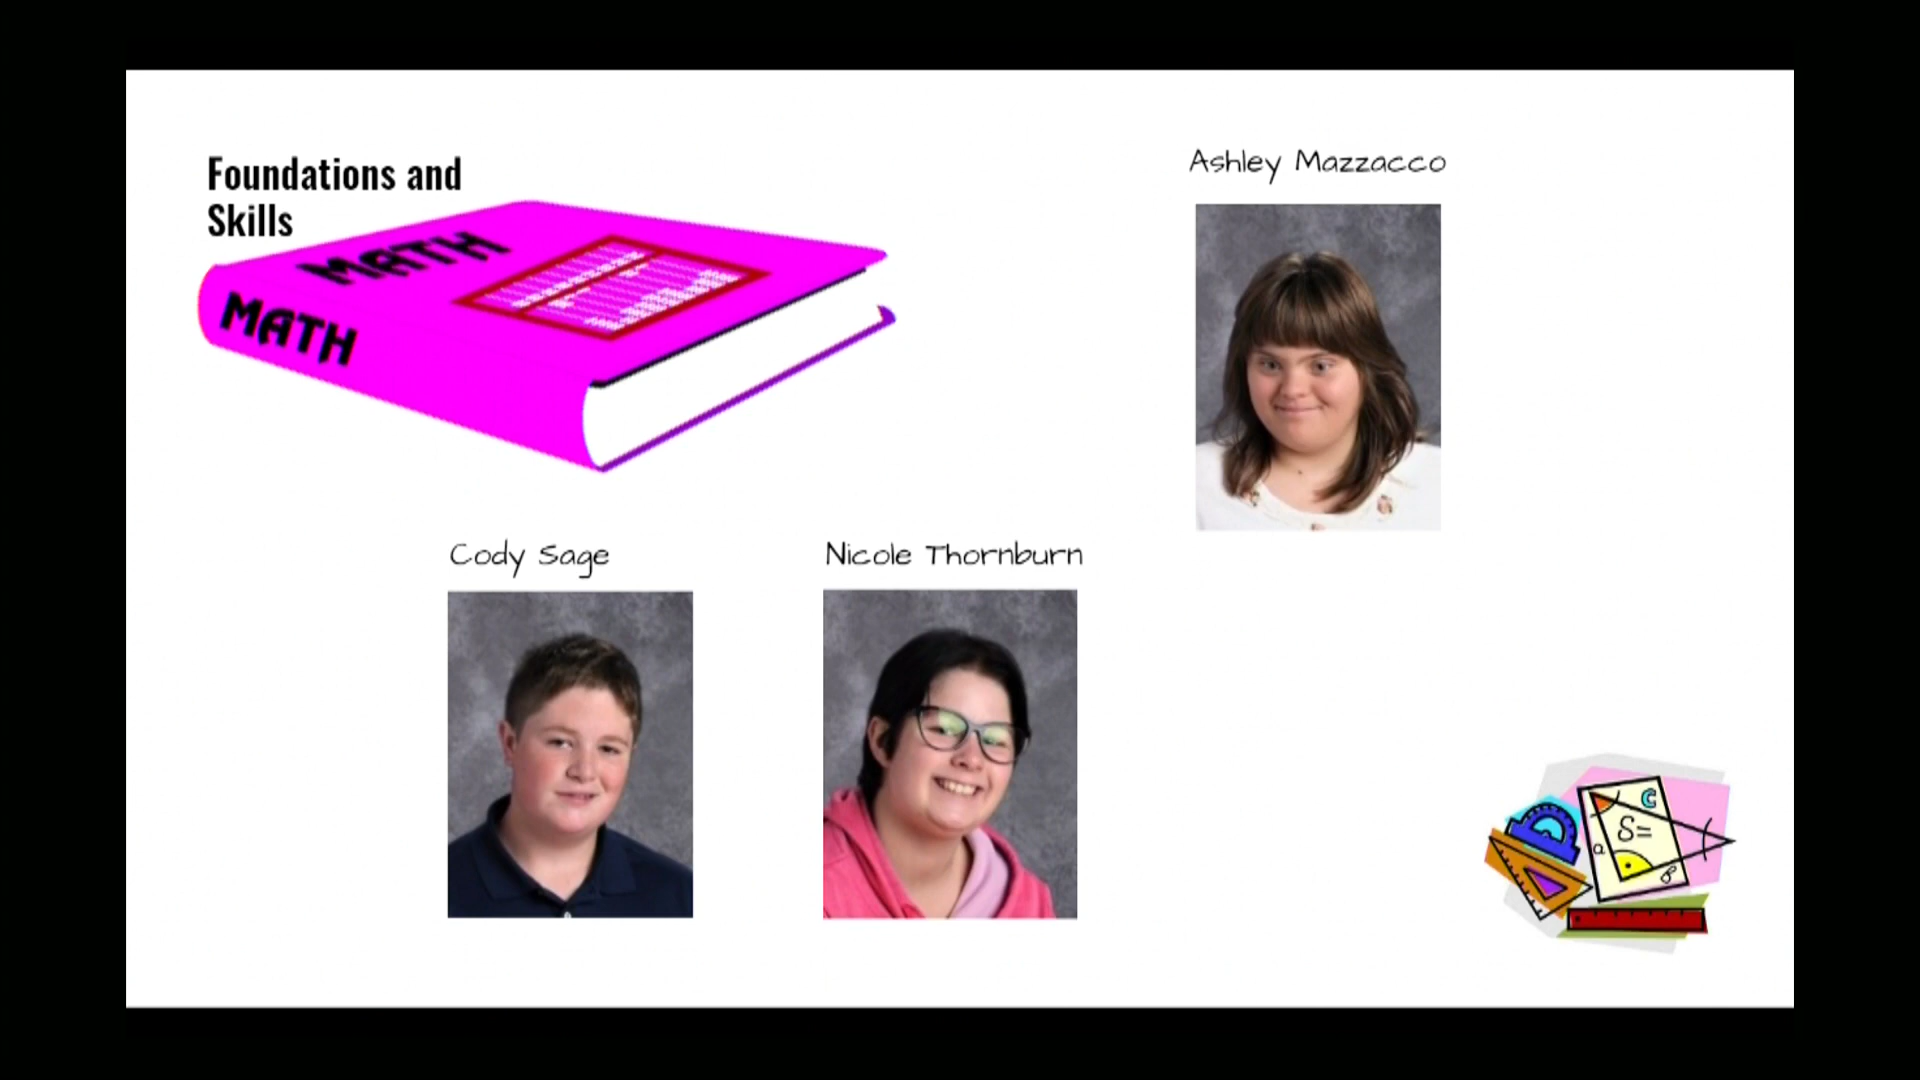 Foundations and
Skills
MATH
MATH
Ashley Mazzacco
Cody Sage
Nicole Thornburn
C
S=
a
B